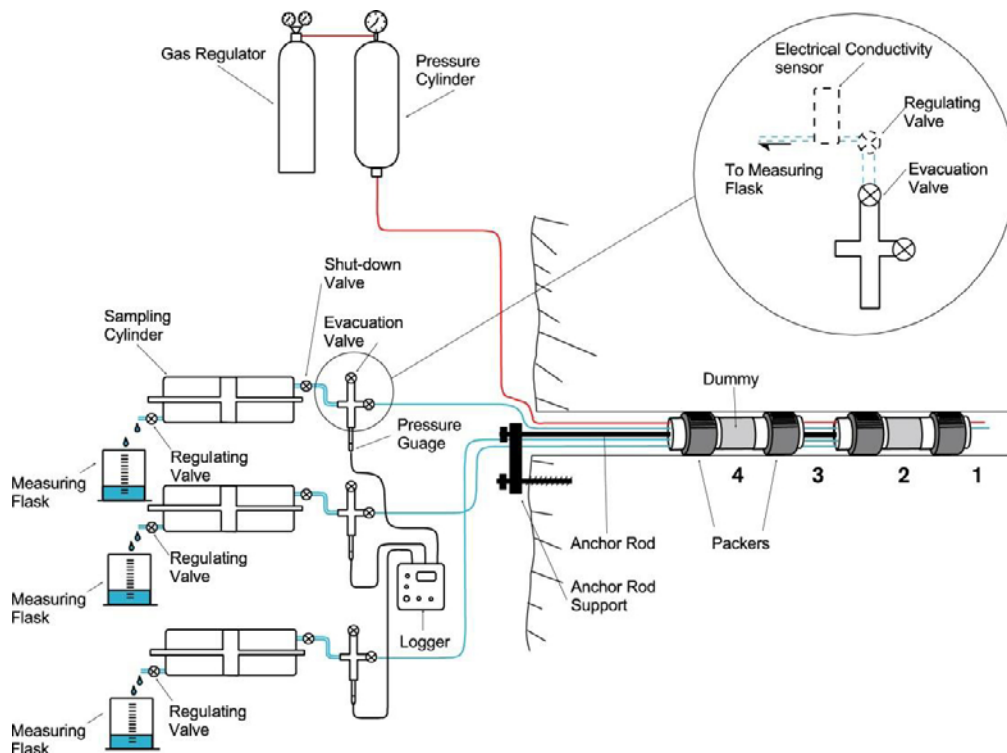 Gas Regulator
Pressure
Cylinder
Electrical Conductivity
sensor
Regulating
Valve
To Measuring
Flask
Evacuation
Valve
Shut-down
Valve
Sampling
Cylinder
Evacuation
Valve
Dummy
Pressure
Guage
Regulating
Valve
Measuring
Flask
4
3
2
1
Anchor Rod
Packers
Regulating
Valve
Anchor Rod
Support
Measuring
Flask
Logger
Regulating
Valve
Measuring
Flask